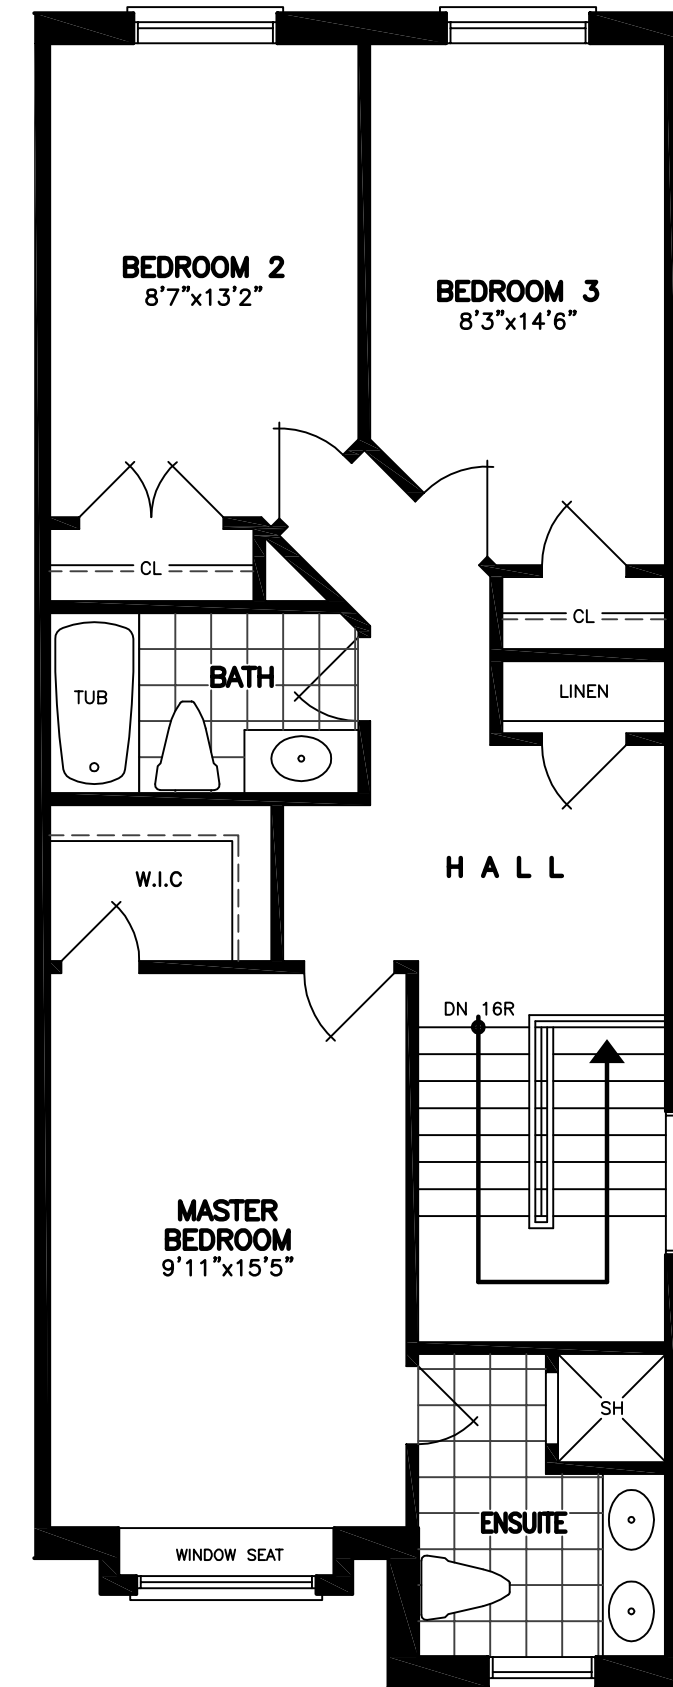 BEDROOM 2
8'7"x13'2"
BEDROOM 3
8'3"x14'6"
CL
CL
BATH
TUB
LINEN
HALL
W.I.C
DN 16R
MASTER
BEDROOM
9'11"x15'5"
SH
ENSUITE
WINDOW SEAT